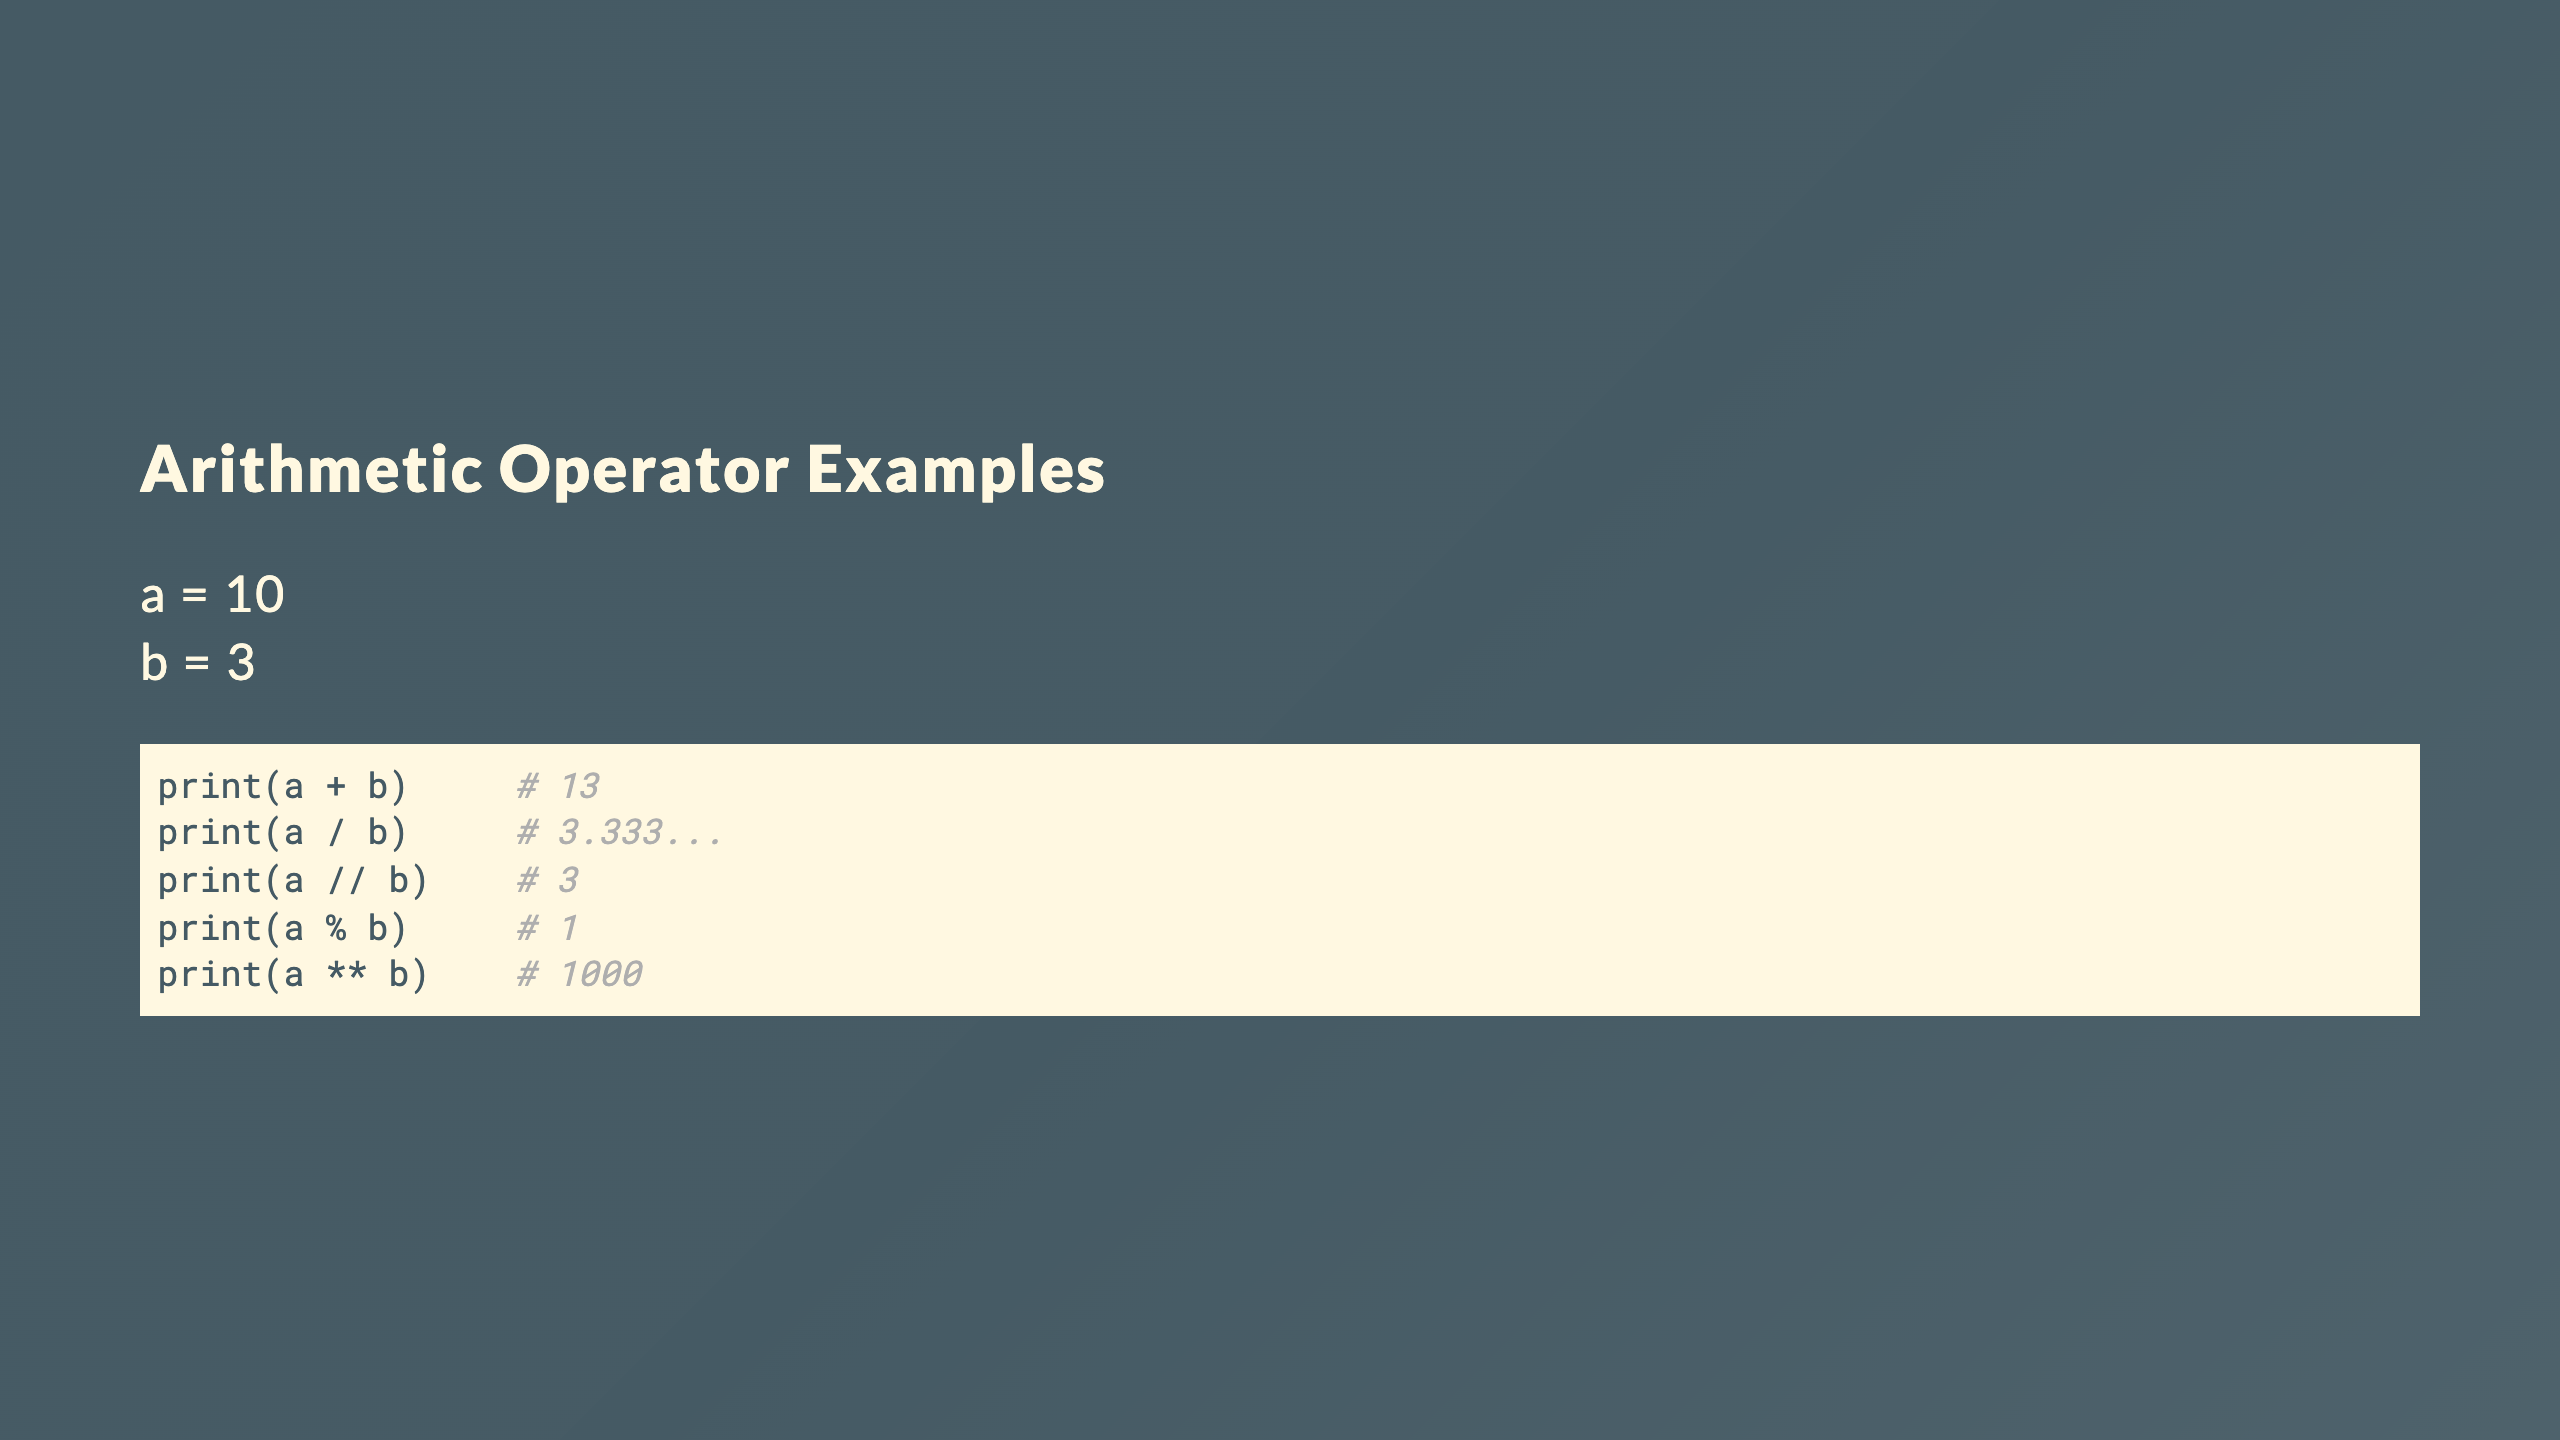 Arithmetic Operator Examples
a = 10
b = 3
print(a + b)     # 13
print(a / b)     # 3.333...
print(a // b)    # 3
print(a % b)     # 1
print(a ** b)    # 1000